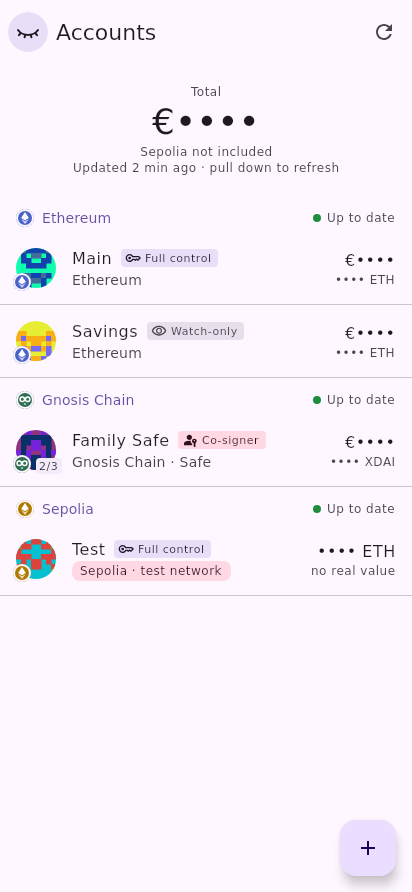 Accounts
Total
€••••
Sepolia not included
Updated 2 min ago · pull down to refresh
Ethereum
Up to date
Main
Full control
€••••
Ethereum
•••• ETH
Savings
Watch-only
€••••
Ethereum
•••• ETH
Gnosis Chain
Up to date
Family Safe
Co-signer
€••••
2/3
Gnosis Chain · Safe
•••• XDAI
Sepolia
Up to date
Test
Full control
•••• ETH
Sepolia · test network
no real value